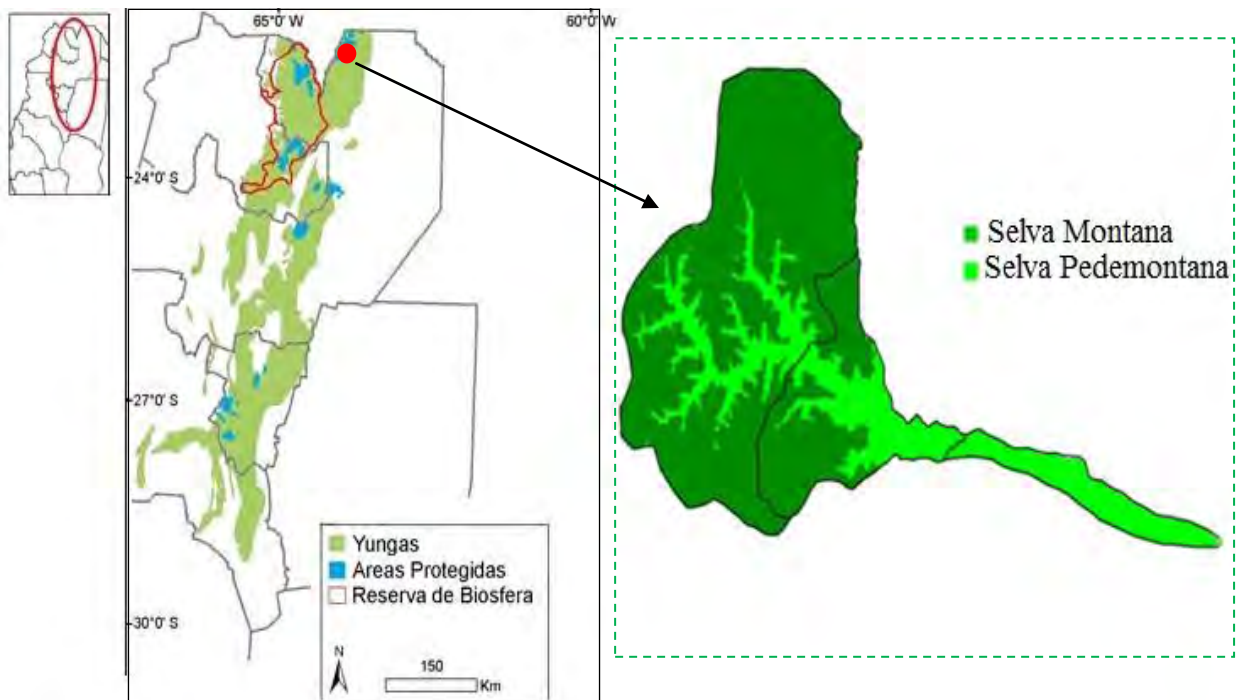 65°0´ W
60°0´ W
24°0´ S
27°0´ S
30°0´ S
Yungas
Areas Protegidas
Reserva de Biosfera
N
150
Km
Selva Montana
Selva Pedemontana